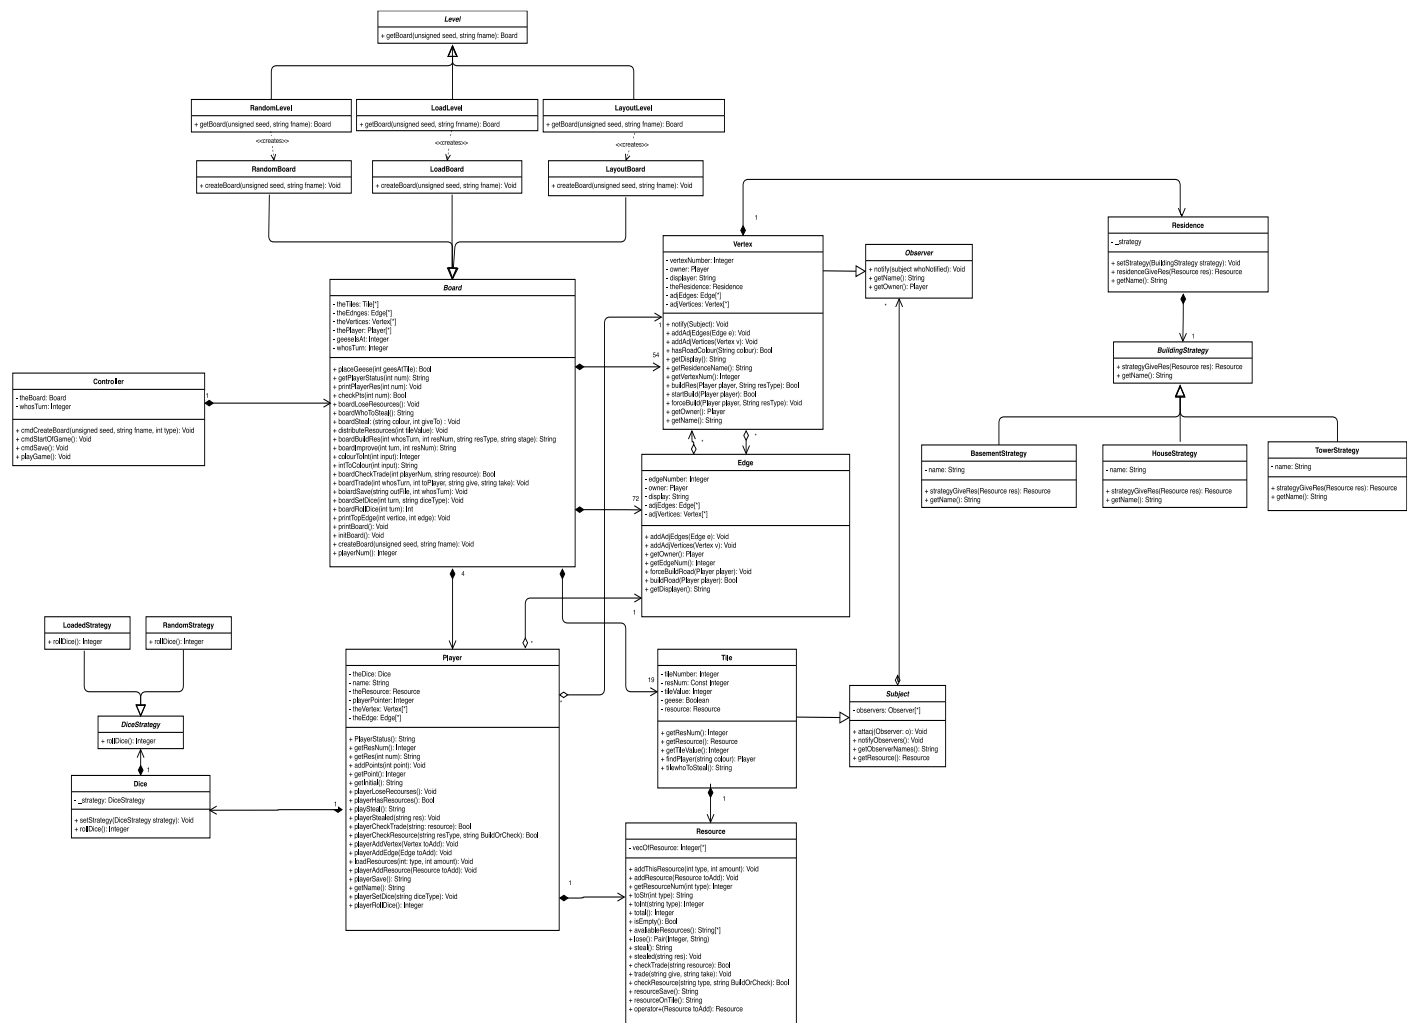 Level
+ getBoard(unsigned seed, string fname): Board
RandomLevel
+ getBoard(unsigned seed, string fname): Board
LoadLevel
+ getBoard(unsigned seed, string fname): Board
LayoutLevel
+ getBoard(unsigned seed, string fname): Board
<<creates>>
<<creates>>
<<creates>>
RandomBoard
+ createBoard(unsigned seed, string fname): Void
LoadBoard
+ createBoard(unsigned seed, string fname): Void
LayoutBoard
+ createBoard(unsigned seed, string fname): Void
Board
- theTiles: Tile[*]
- theEdnges: Edge[*]
- theVertices: Vertex[*]
- thePlayer: Player[*]
- geeseIsAt: Integer
- whosTurn: Integer
+ placeGeese(int geesAtTile): Bool
+ getPlayerStatus(int num): String
+ printPlayerRes(int num): Void
+ checkPts(int num): Bool
+ boardLoseResources(): Void
+ boardWhoToSteal(): String
+ boardSteal: (string colour, int giveTo) : Void
+ distributeResources(int tileValue): Void
+ boardBuildRes(int whosTurn, int resNum, string resType, string stage): String
+ boardImprove(int turn, int resNum): String
+ colourToInt(int input): Integer
+ intToColour(int input): String
+ boardCheckTrade(int playerNum, string resource): Bool
+ boardTrade(int whosTurn, int toPlayer, string give, string take): Void
+ boiardSave(string outFile, int whosTurn): Void
+ boardSetDice(int turn, string diceType): Void
+ boardRollDice(int turn): Int
+ printTopEdge(int vertice, int edge): Void
+ printBoard(): Void
+ initBoard(): Void
+ createBoard(unsigned seed, string fname): Void
+ playerNum(): Integer
Controller
- theBoard: Board
- whosTurn: Integer
+ cmdCreateBoard(unsigned seed, string fname, int type): Void
+ cmdStartOfGame(): Void
+ cmdSave(): Void
+ playGame(): Void
1
Vertex
- vertexNumber: Integer
- owner: Player
- displayer: String
- theResidence: Residence
- adjEdges: Edge[*]
- adjVertices: Vertex[*]
+ notify(Subject): Void
+ addAdjEdges(Edge e): Void
+ addAdjVertices(Vertex v): Void
+ hasRoadColour(String colour): Bool
+ getDisplay(): String
+ getResidenceName(): String
+ getVertexNum(): Integer
+ buildRes(Player player, String resType): Bool
+ startBuild(Player player): Bool
+ forceBuild(Player player, String resType): Void
+ getOwner(): Player
+ getName(): String
1
1
54
Observer
+ notify(subject whoNotified): Void
+ getName(): String
+ getOwner(): Player
*
Residence
- _strategy
+ setStrategy(BuildingStrategy strategy): Void
+ residenceGiveRes(Resource res): Resource
+ getName(): String
1
BuildingStrategy
+ strategyGiveRes(Resource res): Resource
+ getName(): String
BasementStrategy
- name: String
+ strategyGiveRes(Resource res): Resource
+ getName(): String
HouseStrategy
- name: String
+ strategyGiveRes(Resource res): Resource
+ getName(): String
TowerStrategy
- name: String
+ strategyGiveRes(Resource res): Resource
+ getName(): String
*
*
Edge
- edgeNumber: Integer
- owner: Player
- display: String
- adjEdges: Edge[*]
- adjVertices: Vertex[*]
+ addAdjEdges(Edge e): Void
+ addAdjVertices(Vertex v): Void
+ getOwner(): Player
+ getEdgeNum(): Integer
+ forceBuildRoad(Player player): Void
+ buildRoad(Player player): Bool
+ getDisplayer(): String
72
1
4
*
LoadedStrategy
+ rollDice(): Integer
RandomStrategy
+ rollDice(): Integer
DiceStrategy
+ rollDice(): Integer
1
Dice
- _strategy: DiceStrategy
+ setStrategy(DiceStrategy strategy): Void
+ rollDice(): Integer
1
Player
- theDice: Dice
- name: String
- theResource: Resource
- playerPointer: Integer
- theVertex: Vertex[*]
- theEdge: Edge[*]
+ PlayerStatus(): String
+ getResNum(): Integer
+ getRes(int num): String
+ addPoints(int point): Void
+ getPoint(): Integer
+ getInitial(): String
+ playerLoseRecourses(): Void
+ playerHasResources(): Bool
+ playSteal(): String
+ playerStealed(string res): Void
+ playerCheckTrade(string: resource): Bool
+ playerCheckResource(string resType, string BuildOrCheck): Bool
+ playerAddVertex(Vertex toAdd): Void
+ playerAddEdge(Edge toAdd): Void
+ loadResources(int: type, int amount): Void
+ playerAddResource(Resource toAdd): Void
+ playerSave(): String
+ getName(): String
+ playerSetDice(string diceType): Void
+ playerRollDice(): Integer
*
1
19
Tile
- tileNumber: Integer
- resNum: Const Integer
- tileValue: Integer
- geese: Boolean
- resource: Resource
+ getResNum(): Integer
+ getResource(): Resource
+ getTileValue(): Integer
+ findPlayer(string colour): Player
+ tilewhoToSteal(): String
1
Subject
- observers: Observer[*]
+ attacj(Observer: o): Void
+ notifyObservers(): Void
+ getObserverNames(): String
+ getResource(): Resource
Resource
- vecOfResource: Integer[*]
+ addThisResource(int type, int amount): Void
+ addResource(Resource toAdd): Void
+ getResourceNum(int type): Integer
+ toStr(int type): String
+ toInt(string type): Integer
+ total(): Integer
+ isEmpty(): Bool
+ avaliableResources(): String[*]
+ lose(): Pair(Integer, String)
+ steal(): String
+ stealed(string res): Void
+ checkTrade(string resource): Bool
+ trade(string give, string take): Void
+ checkResource(string type, string BuildOrCheck): Bool
+ resourceSave(): String
+ resourceOnTile(): String
+ operator+(Resource toAdd): Resource